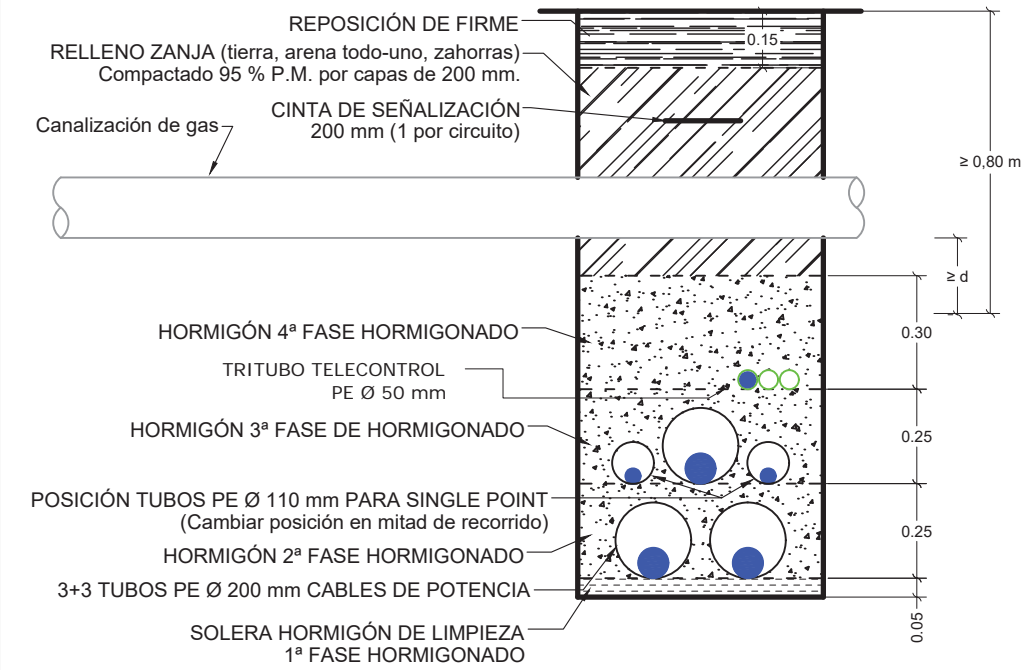 REPOSICIÓN DE FIRME
0.15
RELLENO ZANJA (tierra, arena todo-uno, zahorras)
Compactado 95 % P.M. por capas de 200 mm.
CINTA DE SEÑALIZACIÓN
200 mm (1 por circuito)
Canalización de gas
≥ 0,80 m
≥ d
HORMIGÓN 4ª FASE HORMIGONADO
0.30
TRITUBO TELECONTROL
PE Ø 50 mm
HORMIGÓN 3ª FASE DE HORMIGONADO
0.25
POSICIÓN TUBOS PE Ø 110 mm PARA SINGLE POINT
(Cambiar posición en mitad de recorrido)
0.25
HORMIGÓN 2ª FASE HORMIGONADO
3+3 TUBOS PE Ø 200 mm CABLES DE POTENCIA
0.05
SOLERA HORMIGÓN DE LIMPIEZA
1ª FASE HORMIGONADO